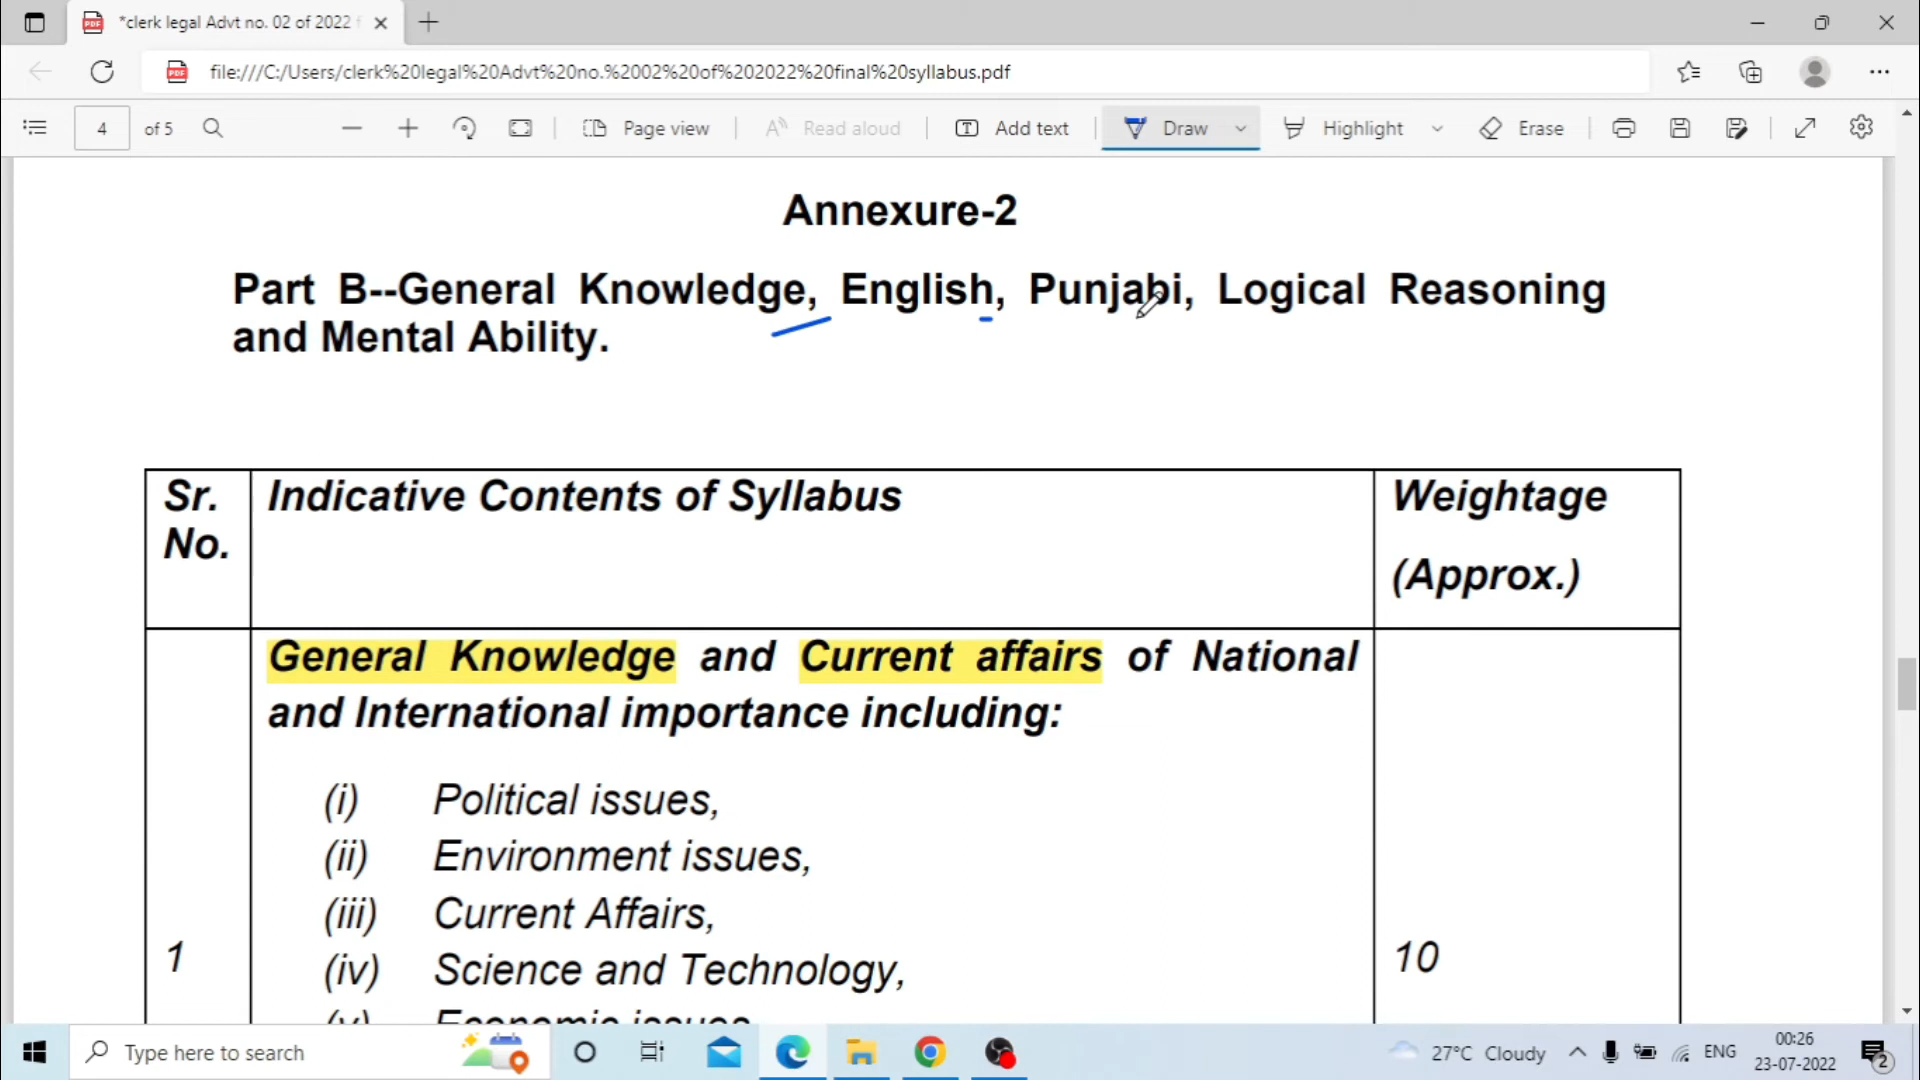 *clerk legal Advt no. 02 of 2022 f
file:///C:/Users/clerk%20legal%20Advt%20no.%2002%20of%202022%20final%20syllabus.pdf
4 of 5 Page view Read aloud Add text Draw Highlight Erase
Annexure-2
Part B--General Knowledge, English, Punjabi, Logical Reasoning
and Mental Ability.
Sr. Indicative Contents of Syllabus Weightage
No.
(Approx.)
General Knowledge and Current affairs of National
and International importance including:
(i) Political issues,
(ii) Environment issues,
(iii) Current Affairs,
1 10
(iv) Science and Technology,
(v) Economic issues
Type here to search 27°C Cloudy ENG 00:26
23-07-2022 2